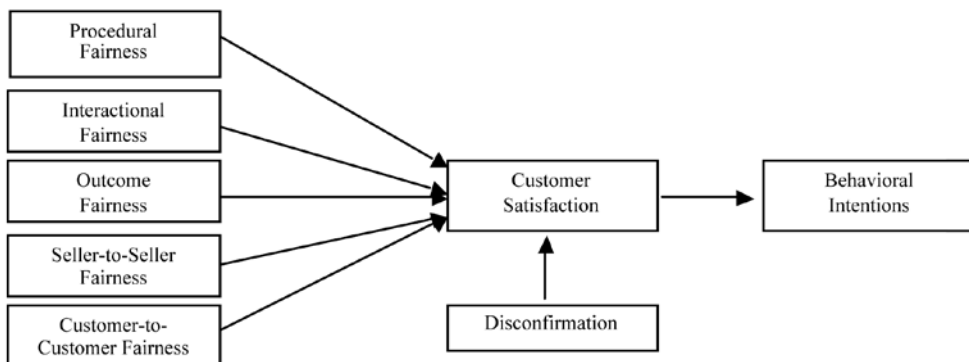 Procedural
Fairness
Interactional
Fairness
Outcome
Fairness
Seller-to-Seller
Fairness
Customer-to-
Customer Fairness
Customer
Satisfaction
Disconfirmation
Behavioral
Intentions